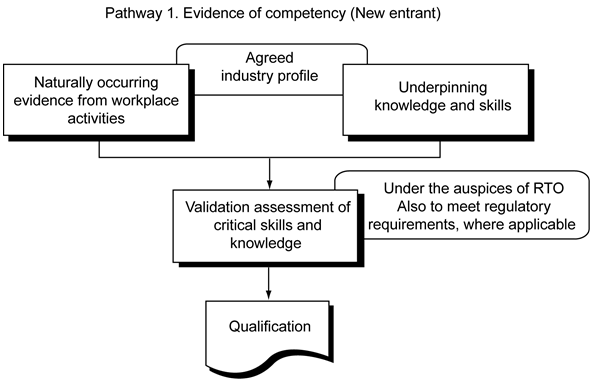 Pathway 1. Evidence of competency (New entrant)
Agreed
industry profile
Naturally occurring
evidence from workplace
activities
Underpinning
knowledge and skills
Validation assessment of
critical skills and
knowledge
Under the auspices of RTO
Also to meet regulatory
requirements, where applicable
Qualification